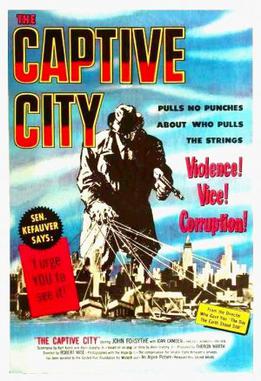 THE
CAPTIVE
CITY
PULLS NO PUNCHES
ABOUT WHO PULLS
THE STRINGS
Violence!
Vice!
Corruption!
SEN.
KEFAUVER
SAYS:
"I urge
YOU to
see it!"
From the Director
Who Gave You "The Day
The Earth Stood Still"
"THE CAPTIVE CITY" starring JOHN FORSYTHE with JOAN CAMDEN
Directed by ROBERT WISE